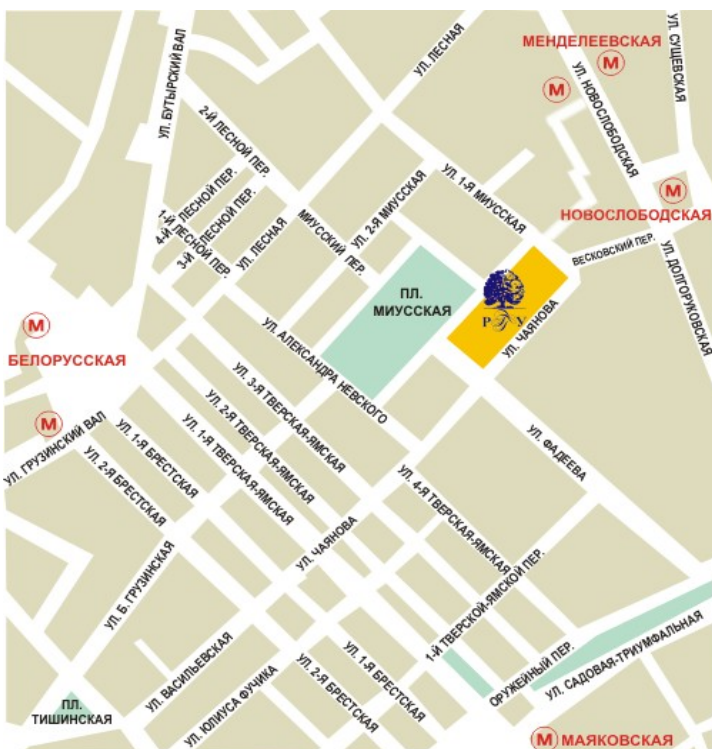 МЕНДЕЛЕЕВСКАЯ
М
М
УЛ. СУЩЕВСКАЯ
УЛ. НОВОСЛОБОДСКАЯ
УЛ. ЛЕСНАЯ
УЛ. БУТЫРСКИЙ ВАЛ
2-Й ЛЕСНОЙ ПЕР.
УЛ. 1-Я МИУССКАЯ
М
НОВОСЛОБОДСКАЯ
4-Й ЛЕСНОЙ ПЕР.
1-Й ЛЕСНОЙ ПЕР.
3-Й ЛЕСНОЙ ПЕР.
УЛ. ЛЕСНАЯ
МИУССКИЙ ПЕР.
УЛ. 2-Я МИУССКАЯ
ВЕСКОВСКИЙ ПЕР.
УЛ. ДОЛГОРУКОВСКАЯ
ПЛ.
МИУССКАЯ
УЛ. ЧАЯНОВА
М
БЕЛОРУССКАЯ
УЛ. АЛЕКСАНДРА НЕВСКОГО
УЛ. 3-Я ТВЕРСКАЯ-ЯМСКАЯ
УЛ. 2-Я ТВЕРСКАЯ-ЯМСКАЯ
УЛ. 1-Я ТВЕРСКАЯ-ЯМСКАЯ
М
УЛ. ГРУЗИНСКИЙ ВАЛ
УЛ. 1-Я БРЕСТСКАЯ
УЛ. 2-Я БРЕСТСКАЯ
УЛ. ФАДЕЕВА
УЛ. 4-Я ТВЕРСКАЯ-ЯМСКАЯ
УЛ. ЧАЯНОВА
УЛ. Б. ГРУЗИНСКАЯ
1-Й ТВЕРСКОЙ-ЯМСКОЙ ПЕР.
УЛ. ВАСИЛЬЕВСКАЯ
УЛ. ЮЛИУСА ФУЧИКА
УЛ. 1-Я БРЕСТСКАЯ
УЛ. 2-Я БРЕСТСКАЯ
ОРУЖЕЙНЫЙ ПЕР.
УЛ. САДОВАЯ-ТРИУМФАЛЬНАЯ
ПЛ.
ТИШИНСКАЯ
М МАЯКОВСКАЯ